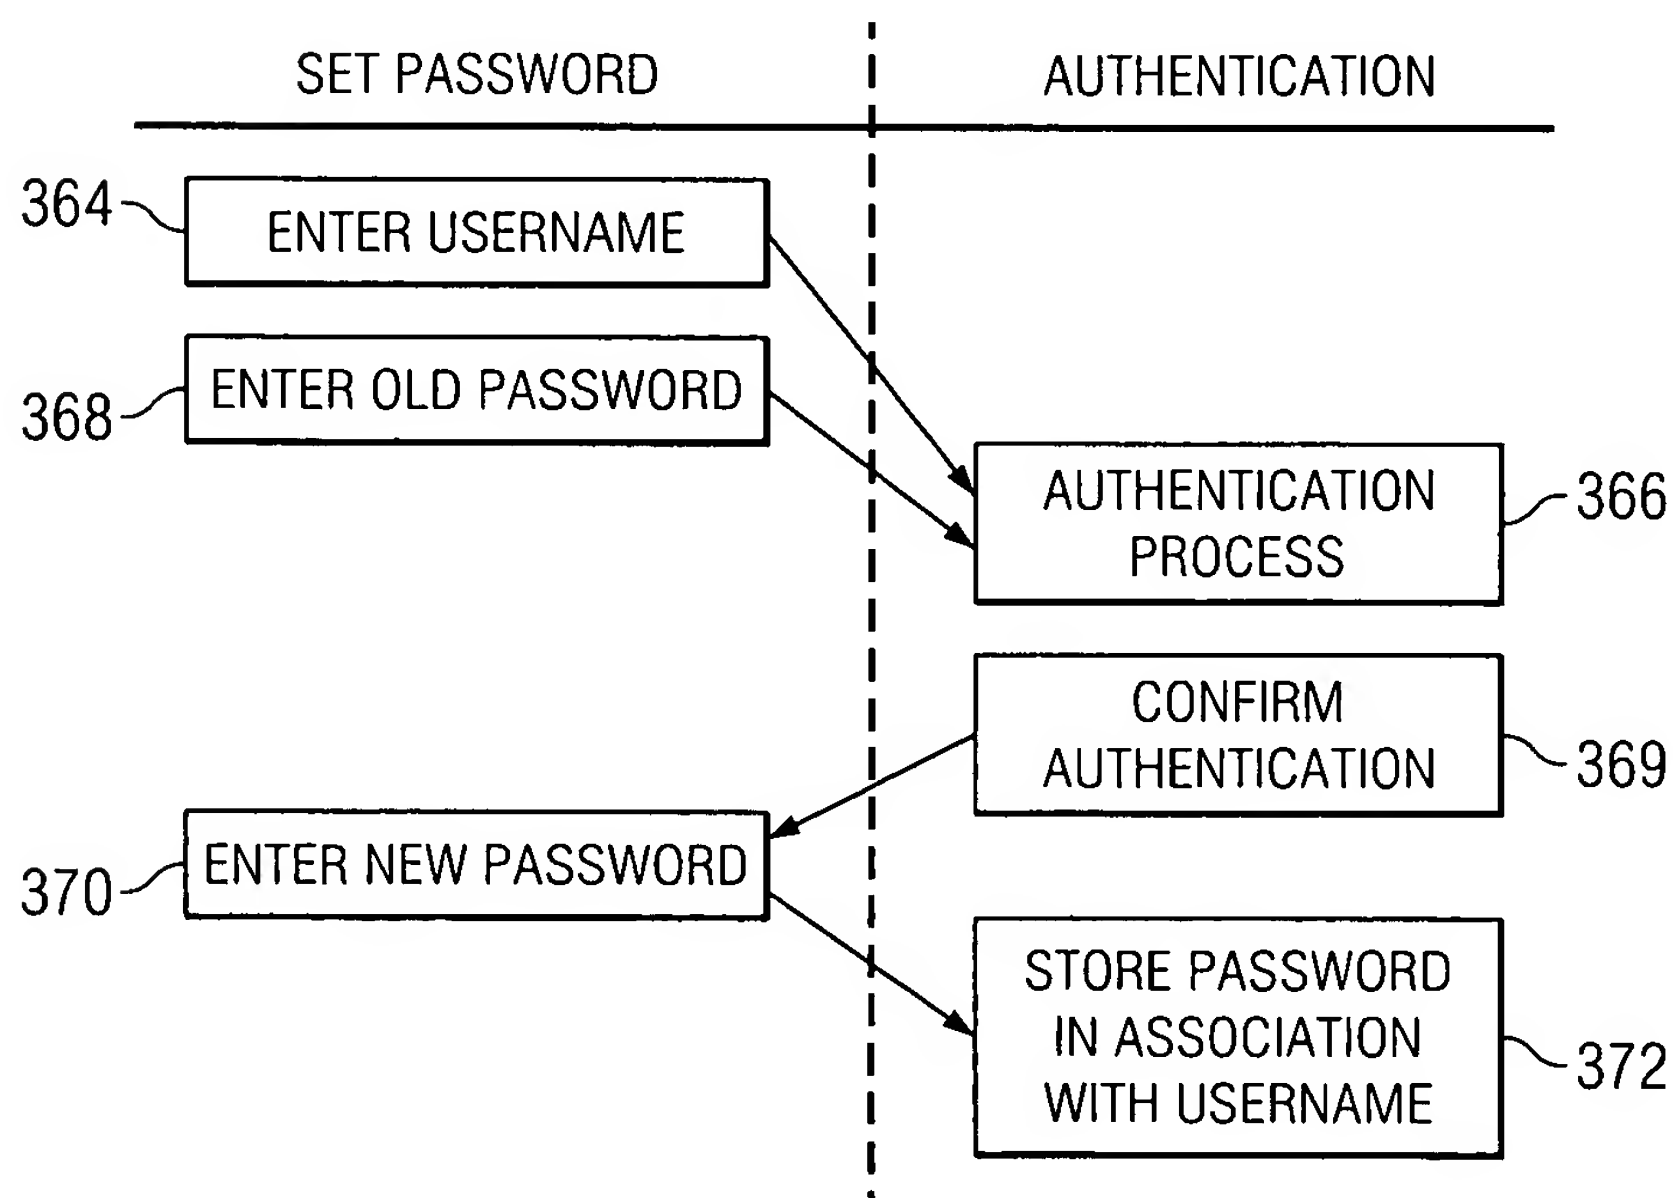 SET PASSWORD
AUTHENTICATION
364
ENTER USERNAME
368
ENTER OLD PASSWORD
AUTHENTICATION
PROCESS
366
CONFIRM
AUTHENTICATION
369
370
ENTER NEW PASSWORD
STORE PASSWORD
IN ASSOCIATION
WITH USERNAME
372